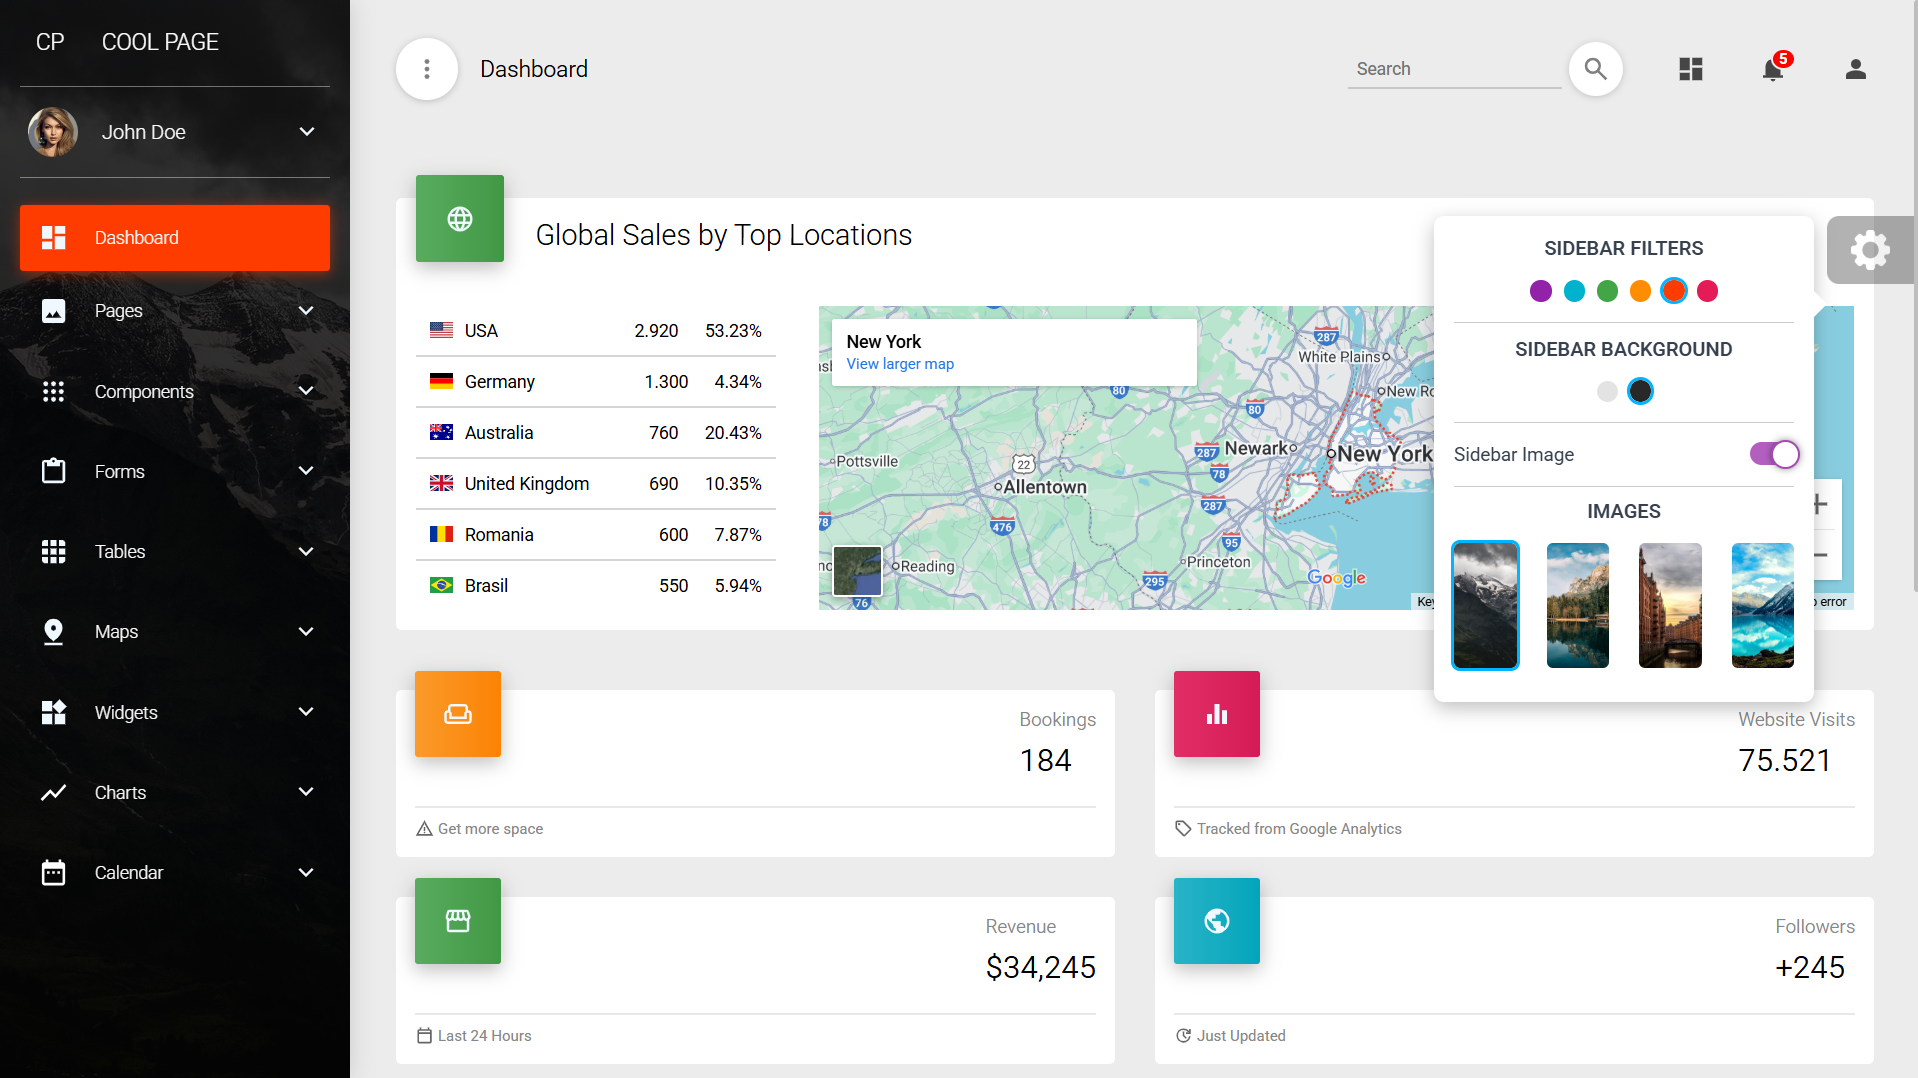 CP COOL PAGE
John Doe
Dashboard
Pages
Components
Forms
Tables
Maps
Widgets
Charts
Calendar
Dashboard
Search
5
Global Sales by Top Locations
USA 2.920 53.23%
Germany 1.300 4.34%
Australia 760 20.43%
United Kingdom 690 10.35%
Romania 600 7.87%
Brasil 550 5.94%
New York
View larger map
287
White Plains
80
New Ro
80
Newark
287
New York
Pottsville
22
78
Allentown
287
78
476
95
Princeton
Reading
295
Google
76
Key
error
SIDEBAR FILTERS
SIDEBAR BACKGROUND
Sidebar Image
IMAGES
Bookings
184
Get more space
Website Visits
75.521
Tracked from Google Analytics
Revenue
$34,245
Last 24 Hours
Followers
+245
Just Updated